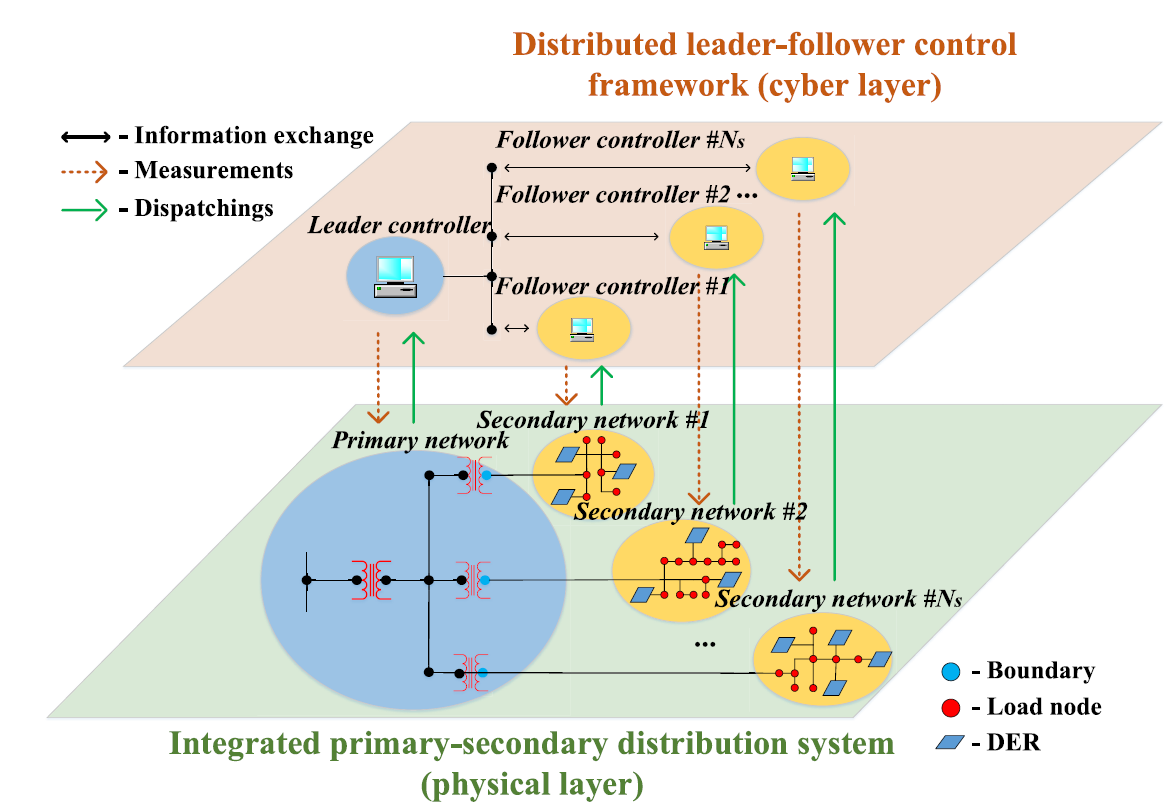 Distributed leader-follower control
framework (cyber layer)
- Information exchange
- Measurements
- Dispatchings
Follower controller #Ns
Follower controller #2 ...
Leader controller
Follower controller #1
Secondary network #1
Primary network
Secondary network #2
Secondary network #Ns
...
- Boundary
- Load node
- DER
Integrated primary-secondary distribution system
(physical layer)